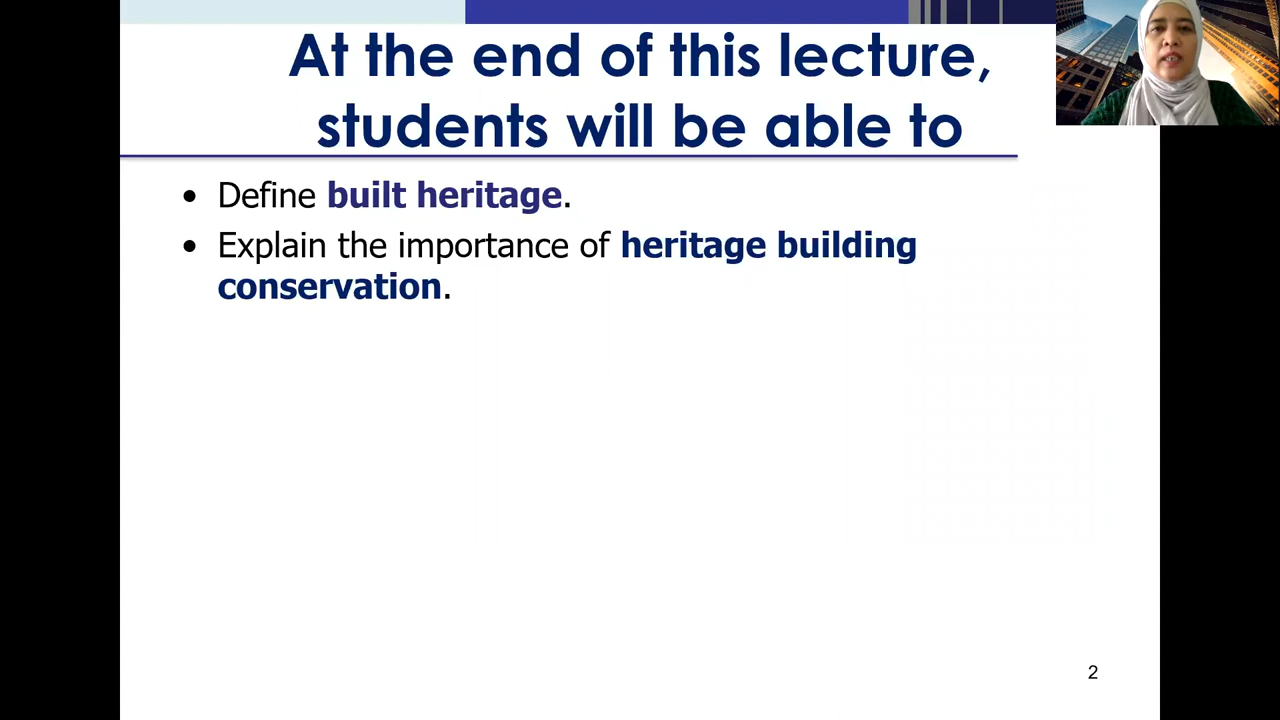 At the end of this lecture,
students will be able to
• Define built heritage.
• Explain the importance of heritage building
conservation.
2